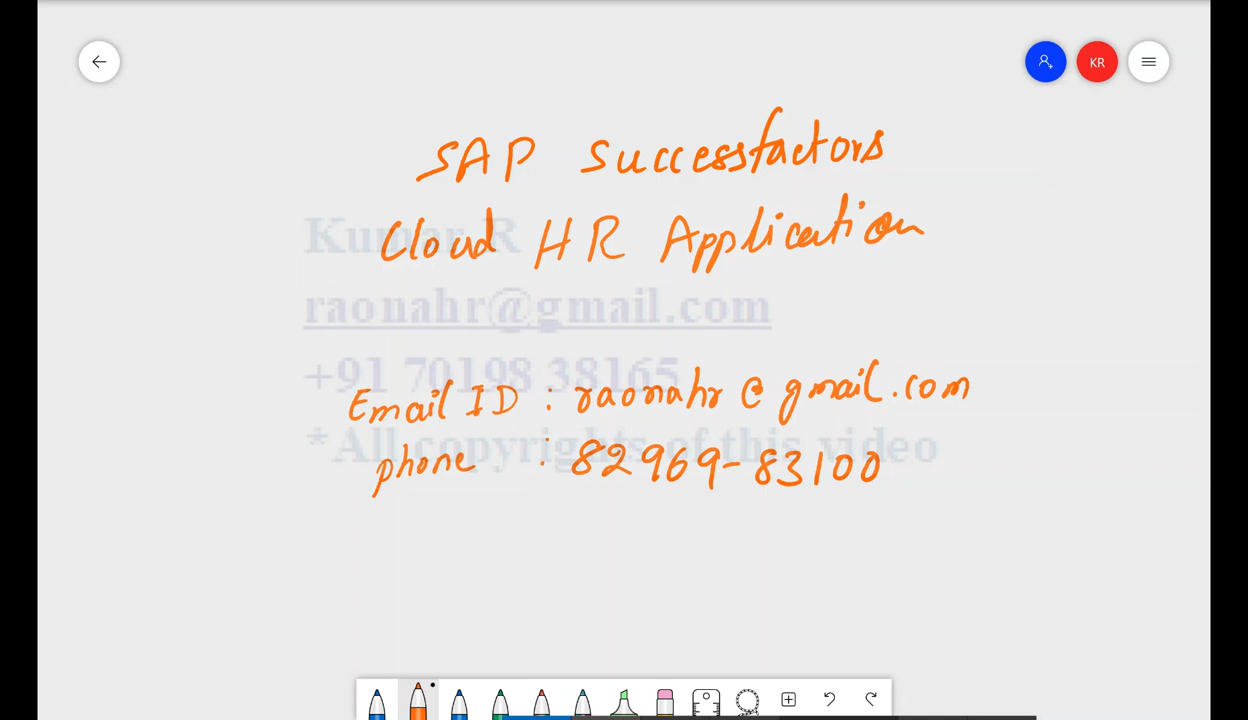 KR
SAP Successfactors
Cloud HR Application
Kumar R
raonahr@gmail.com
+91 70198 38165
Email ID : raonahr@gmail.com
*All copyrights of this video
phone : 82969-83100